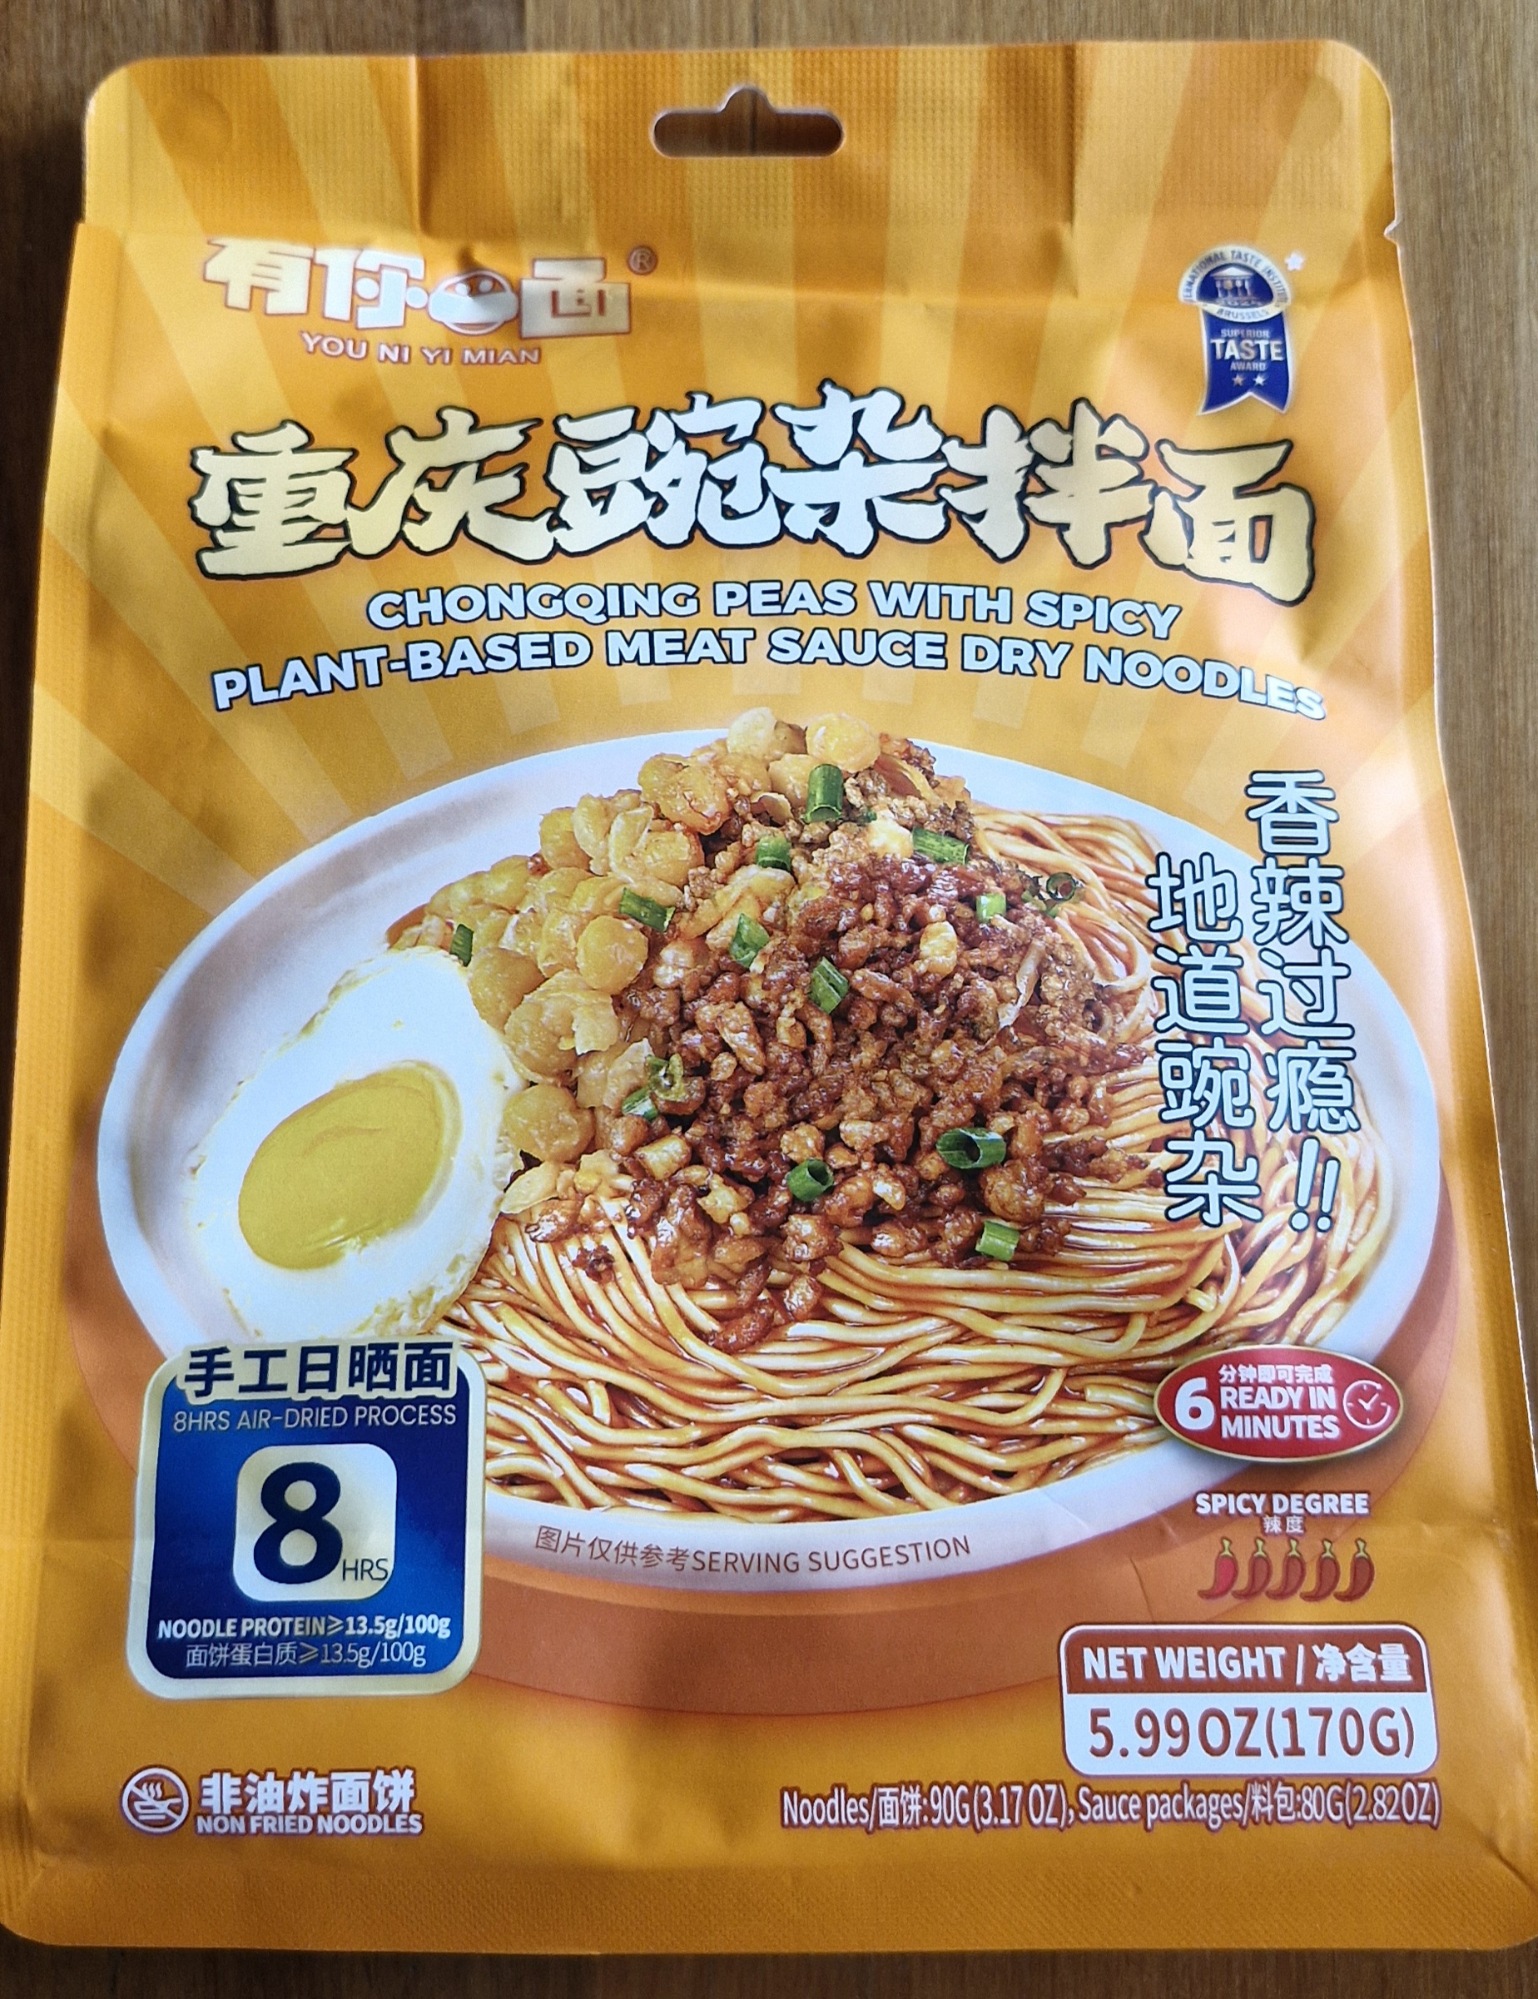 有你一面®
YOU NI YI MIAN
INTERNATIONAL TASTE INSTITUTE
BRUSSELS
SUPERIOR
TASTE
AWARD
重庆豌杂拌面
CHONGQING PEAS WITH SPICY
PLANT-BASED MEAT SAUCE DRY NOODLES
香辣过瘾!!
地道豌杂
手工日晒面
8HRS AIR-DRIED PROCESS
8HRS
NOODLE PROTEIN≥13.5g/100g
面饼蛋白质≥13.5g/100g
6分钟即可完成
READY IN
MINUTES
SPICY DEGREE
辣度
图片仅供参考SERVING SUGGESTION
NET WEIGHT / 净含量
5.99OZ(170G)
Noodles/面饼:90G(3.17 OZ),Sauce packages/料包:80G(2.82OZ)
非油炸面饼
NON FRIED NOODLES